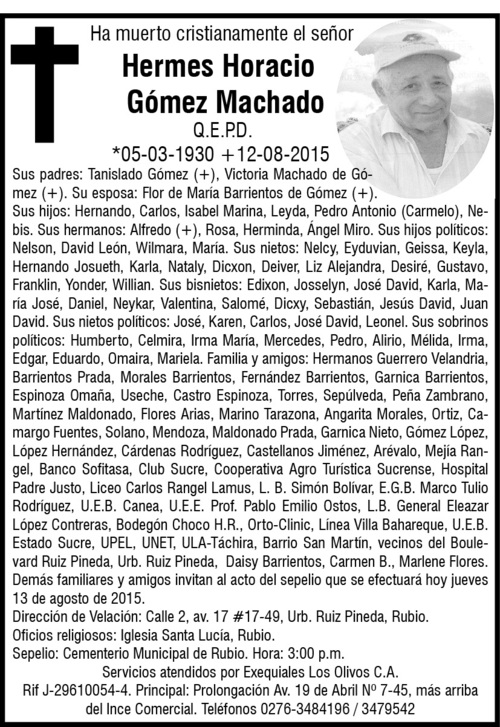 Ha muerto cristianamente el señor
Hermes Horacio
Gómez Machado
Q.E.P.D.
*05-03-1930 +12-08-2015
Sus padres: Tanislado Gómez (+), Victoria Machado de Gó-
mez (+). Su esposa: Flor de María Barrientos de Gómez (+).
Sus hijos: Hernando, Carlos, Isabel Marina, Leyda, Pedro Antonio (Carmelo), Ne-
bis. Sus hermanos: Alfredo (+), Rosa, Herminda, Ángel Miro. Sus hijos políticos:
Nelson, David León, Wilmara, María. Sus nietos: Nelcy, Eyduvian, Geissa, Keyla,
Hernando Josueth, Karla, Nataly, Dicxon, Deiver, Liz Alejandra, Desiré, Gustavo,
Franklin, Yonder, Willian. Sus bisnietos: Edixon, Josselyn, José David, Karla, Ma-
ría José, Daniel, Neykar, Valentina, Salomé, Dicxy, Sebastián, Jesús David, Juan
David. Sus nietos políticos: José, Karen, Carlos, José David, Leonel. Sus sobrinos
políticos: Humberto, Celmira, Irma María, Mercedes, Pedro, Alirio, Mélida, Irma,
Edgar, Eduardo, Omaira, Mariela. Familia y amigos: Hermanos Guerrero Velandria,
Barrientos Prada, Morales Barrientos, Fernández Barrientos, Garnica Barrientos,
Espinoza Omaña, Useche, Castro Espinoza, Torres, Sepúlveda, Peña Zambrano,
Martínez Maldonado, Flores Arias, Marino Tarazona, Angarita Morales, Ortiz, Ca-
margo Fuentes, Solano, Mendoza, Maldonado Prada, Garnica Nieto, Gómez López,
López Hernández, Cárdenas Rodríguez, Castellanos Jiménez, Arévalo, Mejía Ran-
gel, Banco Sofitasa, Club Sucre, Cooperativa Agro Turística Sucrense, Hospital
Padre Justo, Liceo Carlos Rangel Lamus, L. B. Simón Bolívar, E.G.B. Marco Tulio
Rodríguez, U.E.B. Canea, U.E.E. Prof. Pablo Emilio Ostos, L.B. General Eleazar
López Contreras, Bodegón Choco H.R., Orto-Clinic, Línea Villa Bahareque, U.E.B.
Estado Sucre, UPEL, UNET, ULA-Táchira, Barrio San Martín, vecinos del Boule-
vard Ruiz Pineda, Urb. Ruiz Pineda, Daisy Barrientos, Carmen B., Marlene Flores.
Demás familiares y amigos invitan al acto del sepelio que se efectuará hoy jueves
13 de agosto de 2015.
Dirección de Velación: Calle 2, av. 17 #17-49, Urb. Ruiz Pineda, Rubio.
Oficios religiosos: Iglesia Santa Lucía, Rubio.
Sepelio: Cementerio Municipal de Rubio. Hora: 3:00 p.m.
Servicios atendidos por Exequiales Los Olivos C.A.
Rif J-29610054-4. Principal: Prolongación Av. 19 de Abril Nº 7-45, más arriba
del Ince Comercial. Teléfonos 0276-3484196 / 3479542